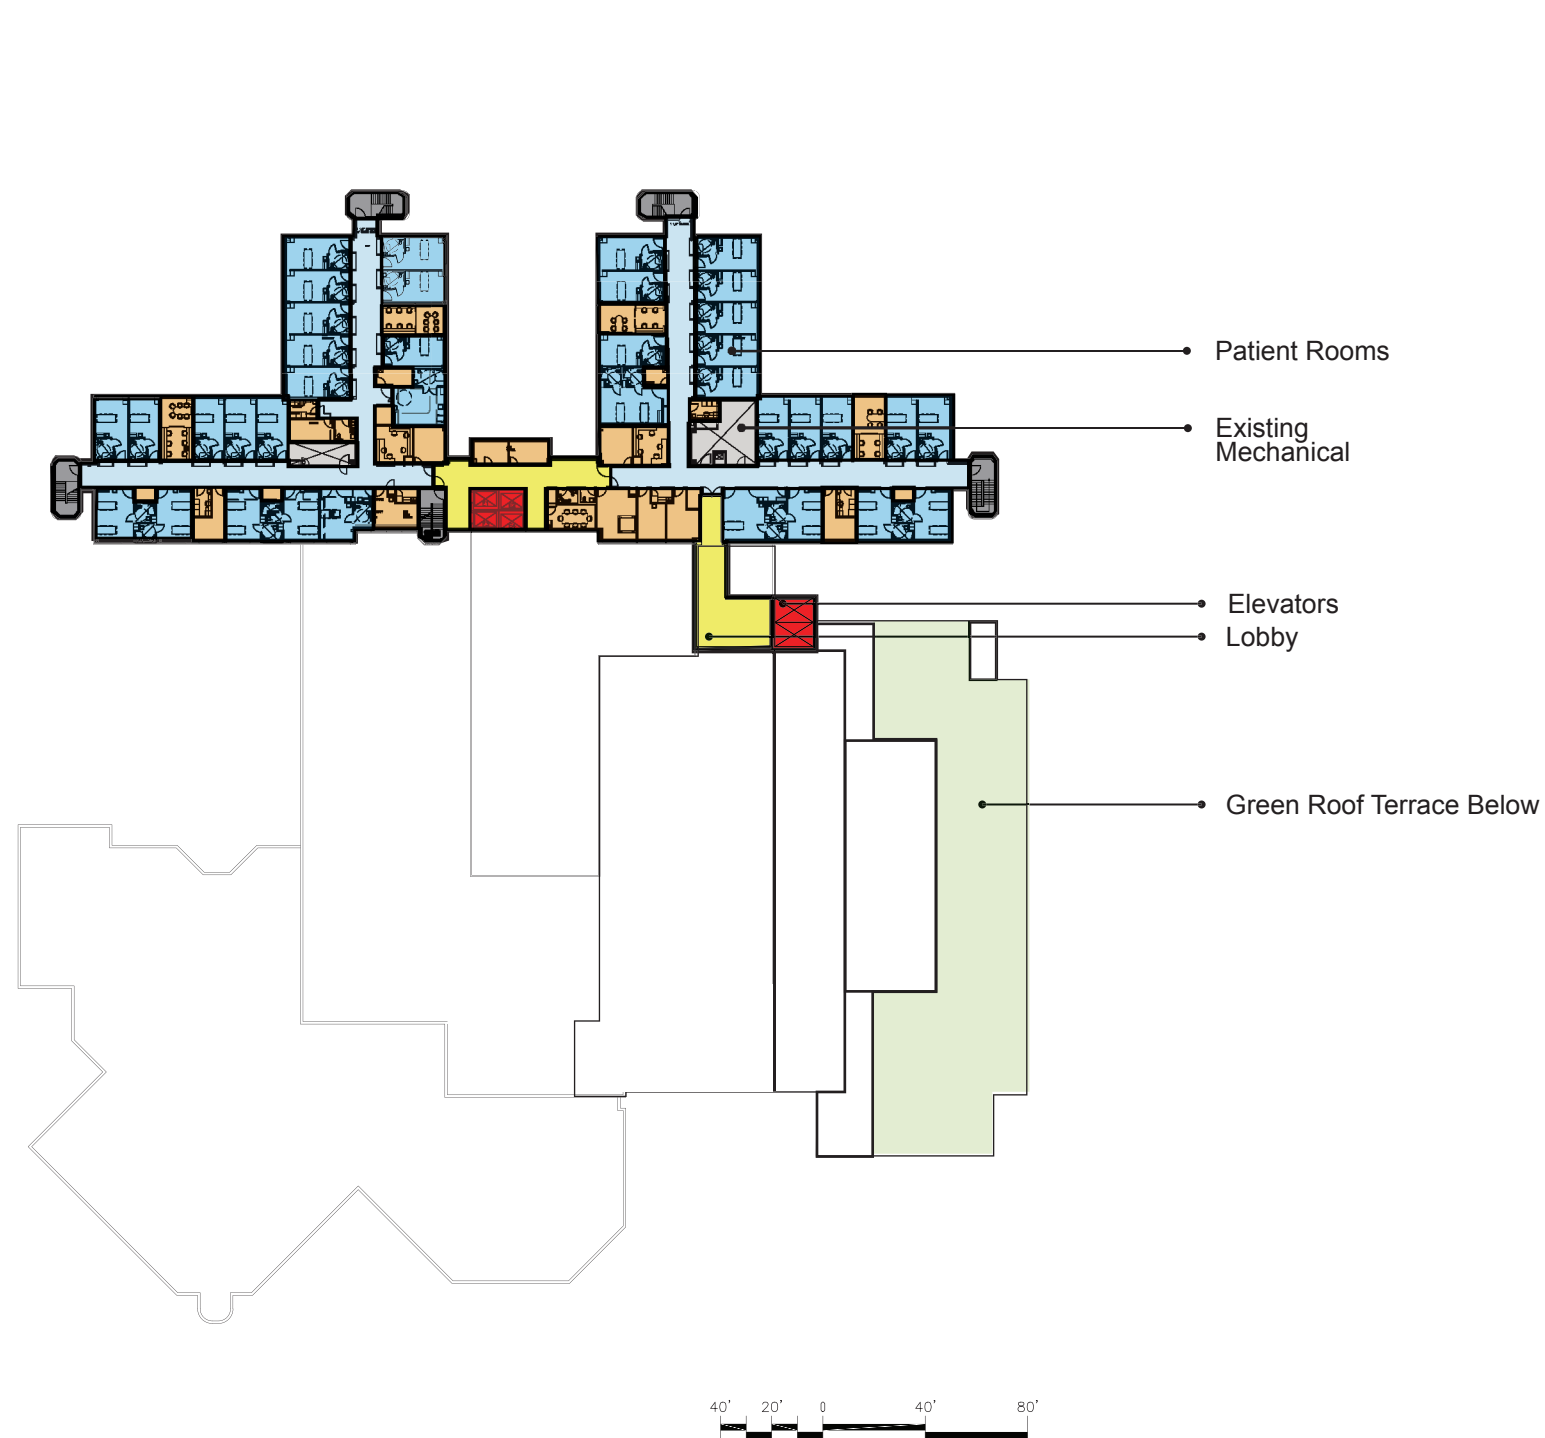 Patient Rooms
Existing
Mechanical
Elevators
Lobby
Green Roof Terrace Below
40' 20' 0 40' 80'